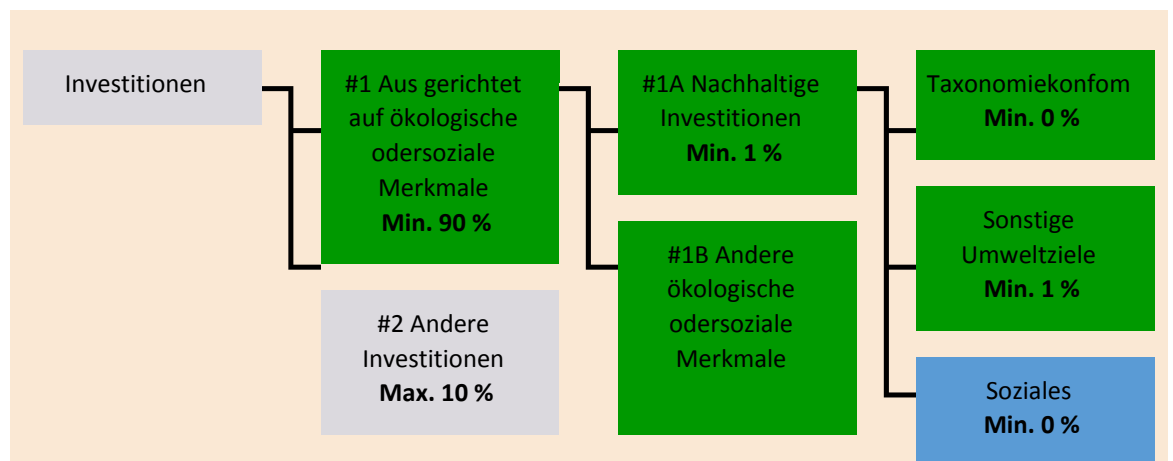 Investitionen
#1 Aus gerichtet
auf ökologische
odersoziale
Merkmale
Min. 90 %
#2 Andere
Investitionen
Max. 10 %
#1A Nachhaltige
Investitionen
Min. 1 %
#1B Andere
ökologische
odersoziale
Merkmale
Taxonomiekonfom
Min. 0 %
Sonstige
Umweltziele
Min. 1 %
Soziales
Min. 0 %